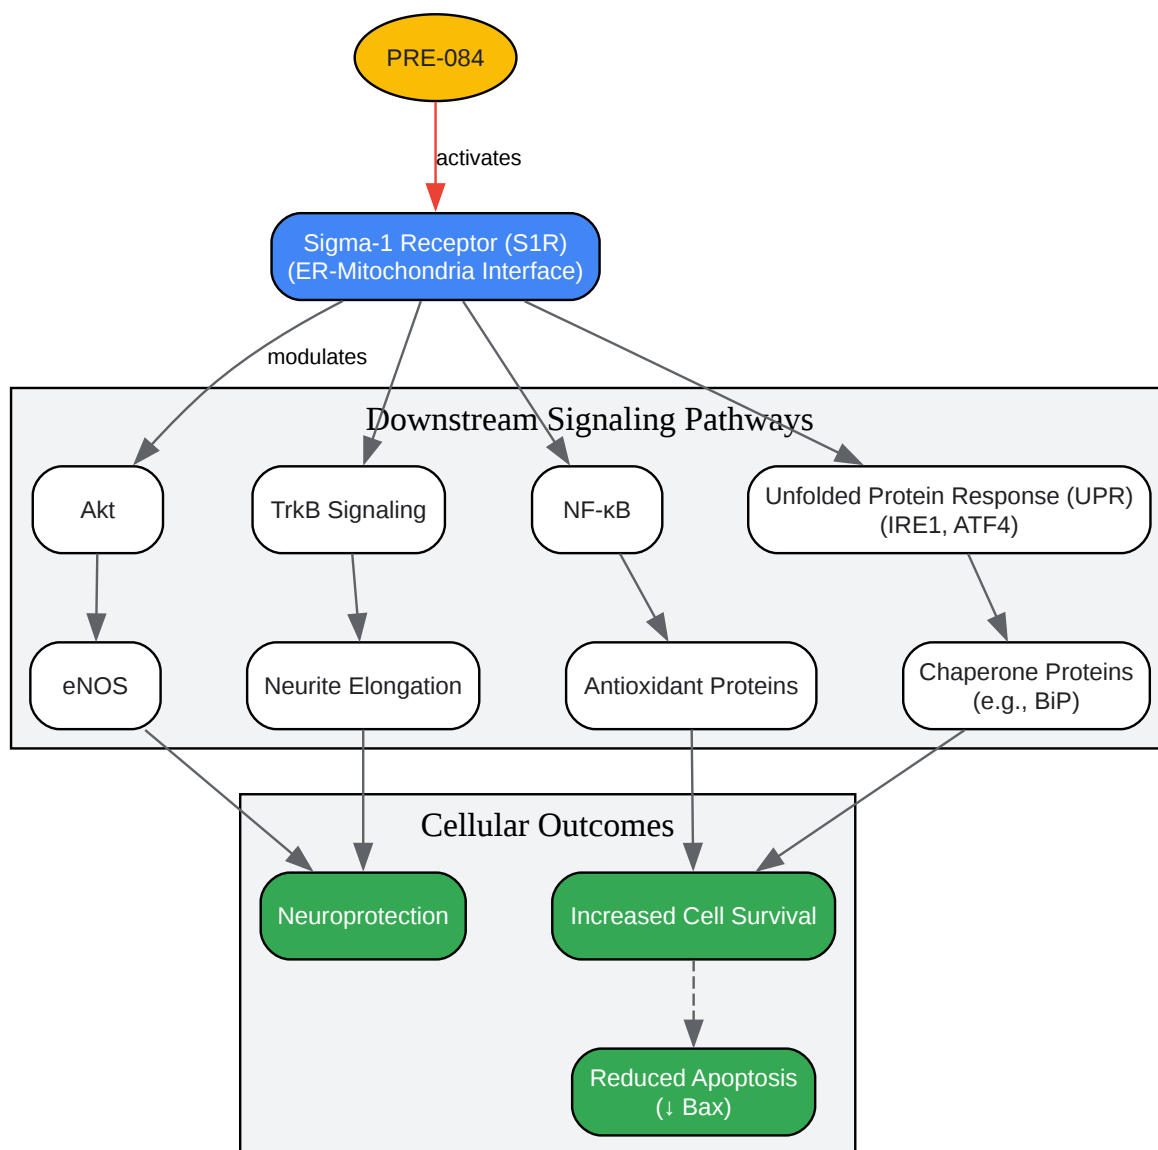 PRE-084
activates
Sigma-1 Receptor (S1R)
(ER-Mitochondria Interface)
modulates
Downstream Signaling Pathways
Akt
TrkB Signaling
NF-κB
Unfolded Protein Response (UPR)
(IRE1, ATF4)
eNOS
Neurite Elongation
Antioxidant Proteins
Chaperone Proteins
(e.g., BiP)
Cellular Outcomes
Neuroprotection
Increased Cell Survival
Reduced Apoptosis
(↓ Bax)